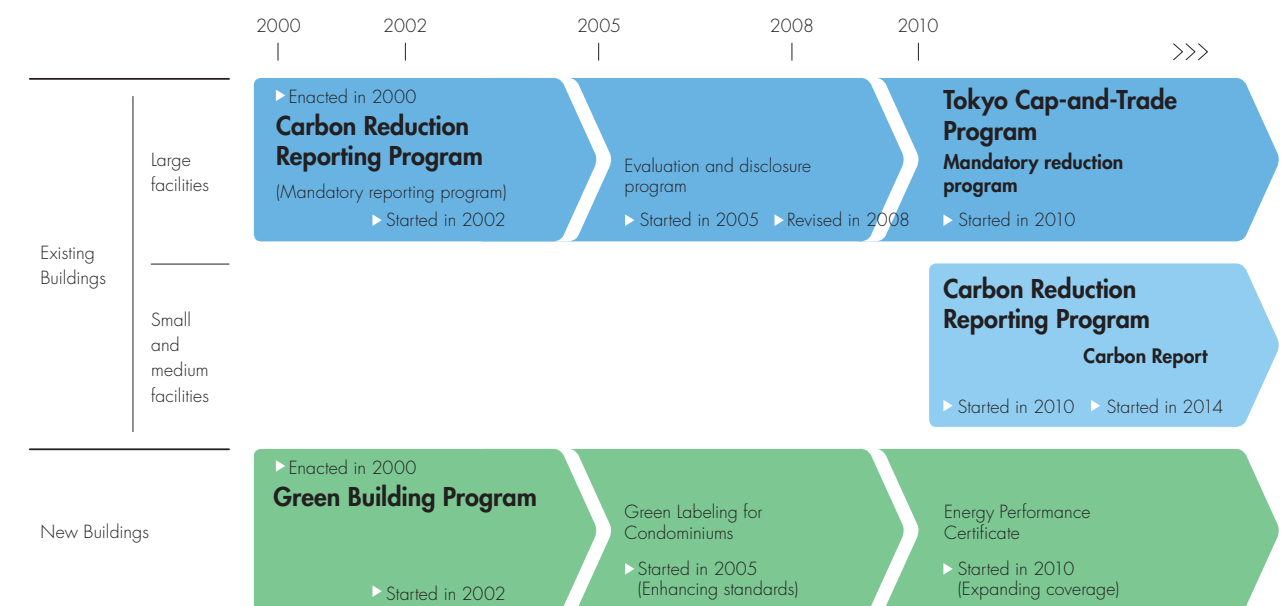 2000 2002 2005 2008 2010
>>>
Existing
Buildings
Large
facilities
Enacted in 2000
Carbon Reduction
Reporting Program
(Mandatory reporting program)
Started in 2002
Evaluation and disclosure
program
Started in 2005 Revised in 2008
Tokyo Cap-and-Trade
Program
Mandatory reduction
program
Started in 2010
Small
and
medium
facilities
Carbon Reduction
Reporting Program
Carbon Report
Started in 2010 Started in 2014
New Buildings
Enacted in 2000
Green Building Program
Started in 2002
Green Labeling for
Condominiums
Started in 2005
(Enhancing standards)
Energy Performance
Certificate
Started in 2010
(Expanding coverage)